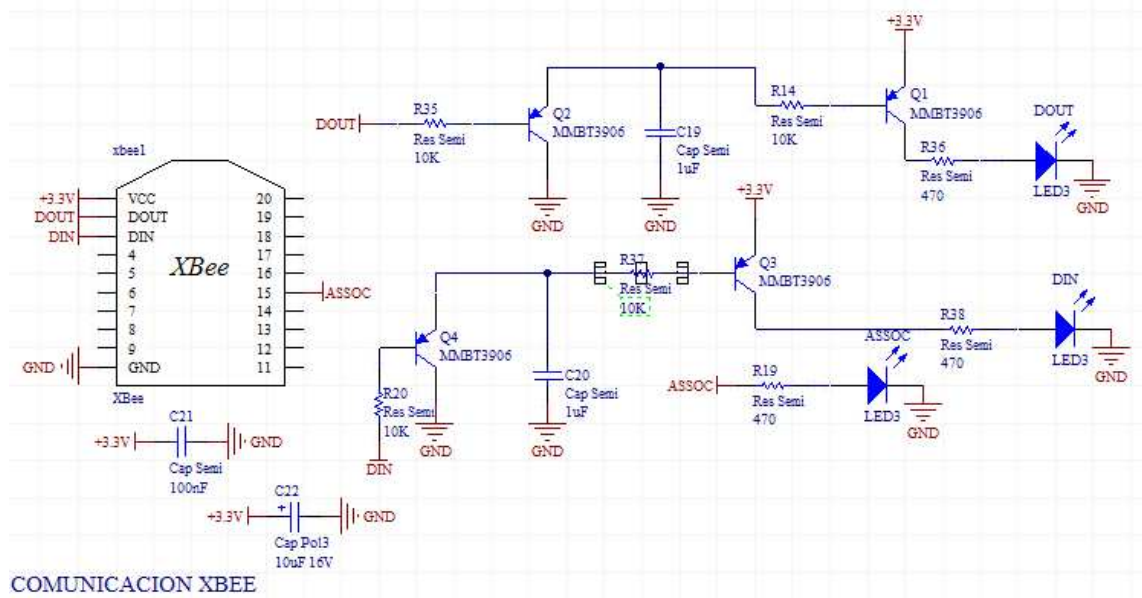 +3.3V
Q2
MMBT3906
R35
Res Semi
10K
DOUT
GND
C19
Cap Semi
1uF
GND
R14
Res Semi
10K
Q1
MMBT3906
R36
Res Semi
470
DOUT
LED3
GND
xbee1
+3.3V
DOUT
DIN
VCC
DOUT
DIN
4
5
6
7
8
9
GND
XBee
20
19
18
17
16
15
14
13
12
11
ASSOC
GND
XBee
+3.3V
R37
Res Semi
10K
Q3
MMBT3906
Q4
MMBT3906
R20
Res Semi
10K
DIN
GND
C20
Cap Semi
1uF
GND
R38
Res Semi
470
DIN
LED3
GND
ASSOC
R19
Res Semi
470
ASSOC
LED3
GND
+3.3V
C21
Cap Semi
100nF
GND
+3.3V
C22
+
Cap Pol3
10uF 16V
GND
COMUNICACION XBEE